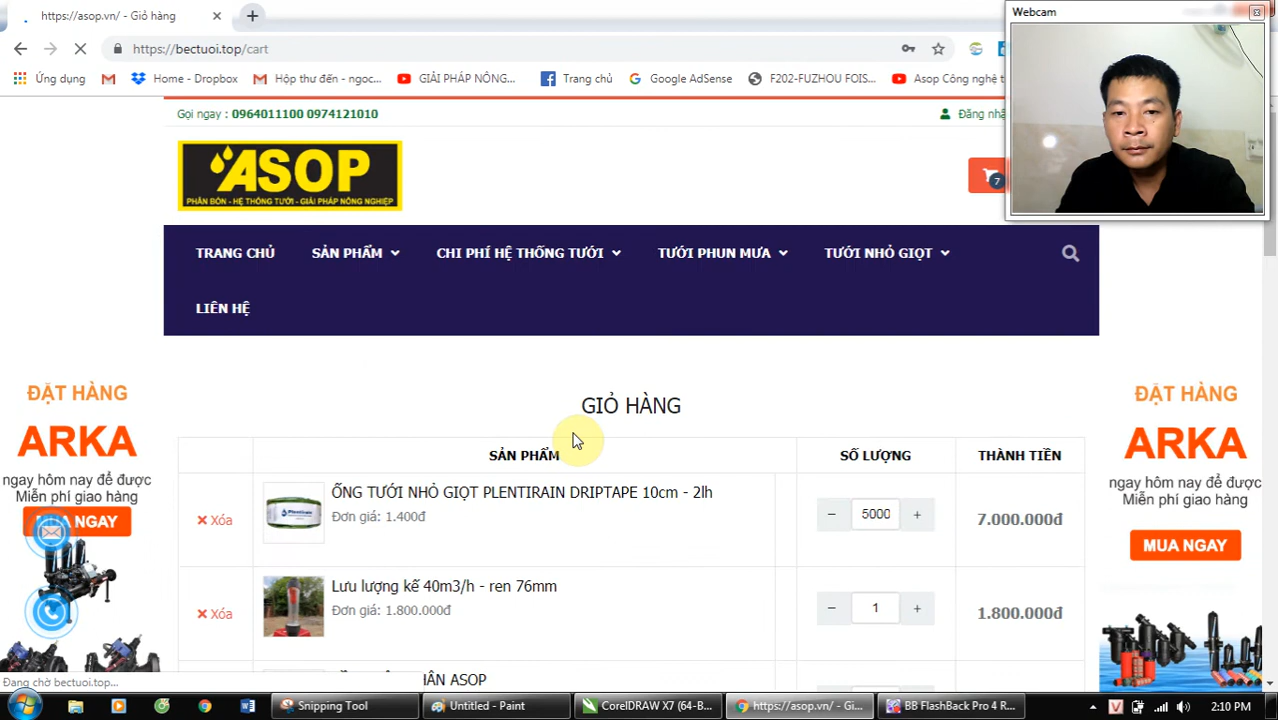 https://asop.vn/ - Giỏ hàng
Webcam
https://bectuoi.top/cart
Ứng dụng
Home - Dropbox
Hộp thư đến - ngoc...
GIẢI PHÁP NÔNG...
Trang chủ
Google AdSense
F202-FUZHOU FOIS...
Asop Công nghệ t
Gọi ngay : 0964011100 0974121010
Đăng nhậ
ASOP
PHÂN BÓN - HỆ THỐNG TƯỚI - GIẢI PHÁP NÔNG NGHIỆP
7
TRANG CHỦ
SẢN PHẨM
CHI PHÍ HỆ THỐNG TƯỚI
TƯỚI PHUN MƯA
TƯỚI NHỎ GIỌT
LIÊN HỆ
ĐẶT HÀNG
ARKA
ngay hôm nay để được
Miễn phí giao hàng
MUA NGAY
GIỎ HÀNG
SẢN PHẨM
SỐ LƯỢNG
THÀNH TIỀN
Xóa
Plentirain
ỐNG TƯỚI NHỎ GIỌT PLENTIRAIN DRIPTAPE 10cm - 2lh
Đơn giá: 1.400đ
− 5000 +
7.000.000đ
Xóa
Lưu lượng kế 40m3/h - ren 76mm
Đơn giá: 1.800.000đ
− 1 +
1.800.000đ
HÂN ASOP
ĐẶT HÀNG
ARKA
ngay hôm nay để được
Miễn phí giao hàng
MUA NGAY
Đang chờ bectuoi.top...
Snipping Tool
Untitled - Paint
CorelDRAW X7 (64-B...
https://asop.vn/ - Gi...
BB FlashBack Pro 4 R...
V
2:10 PM